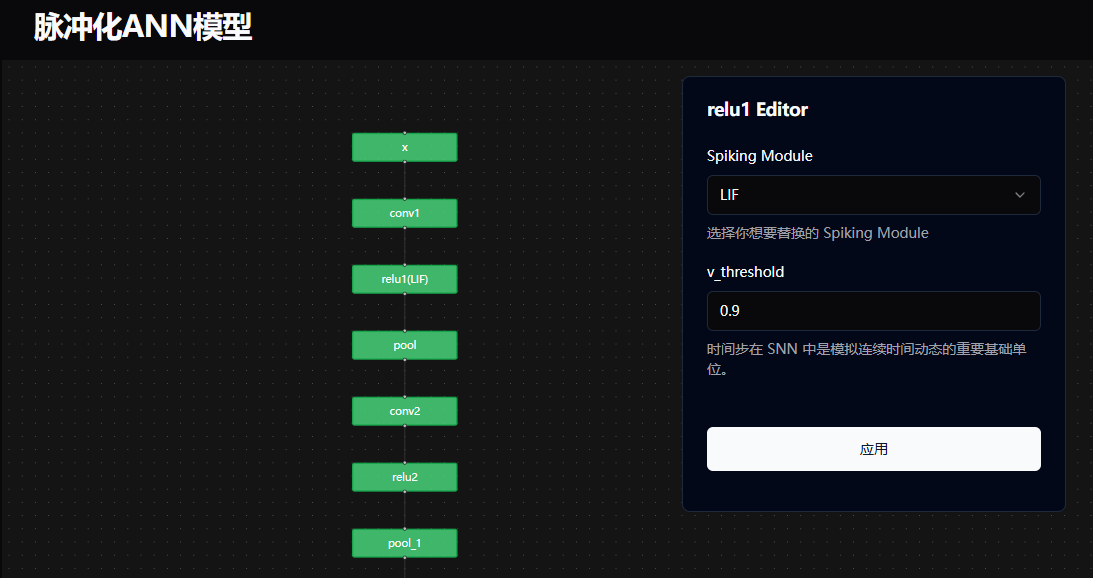 脉冲化ANN模型
x
conv1
relu1(LIF)
pool
conv2
relu2
pool_1
relu1 Editor
Spiking Module
LIF
选择你想要替换的 Spiking Module
v_threshold
0.9
时间步在 SNN 中是模拟连续时间动态的重要基础单
位。
应用